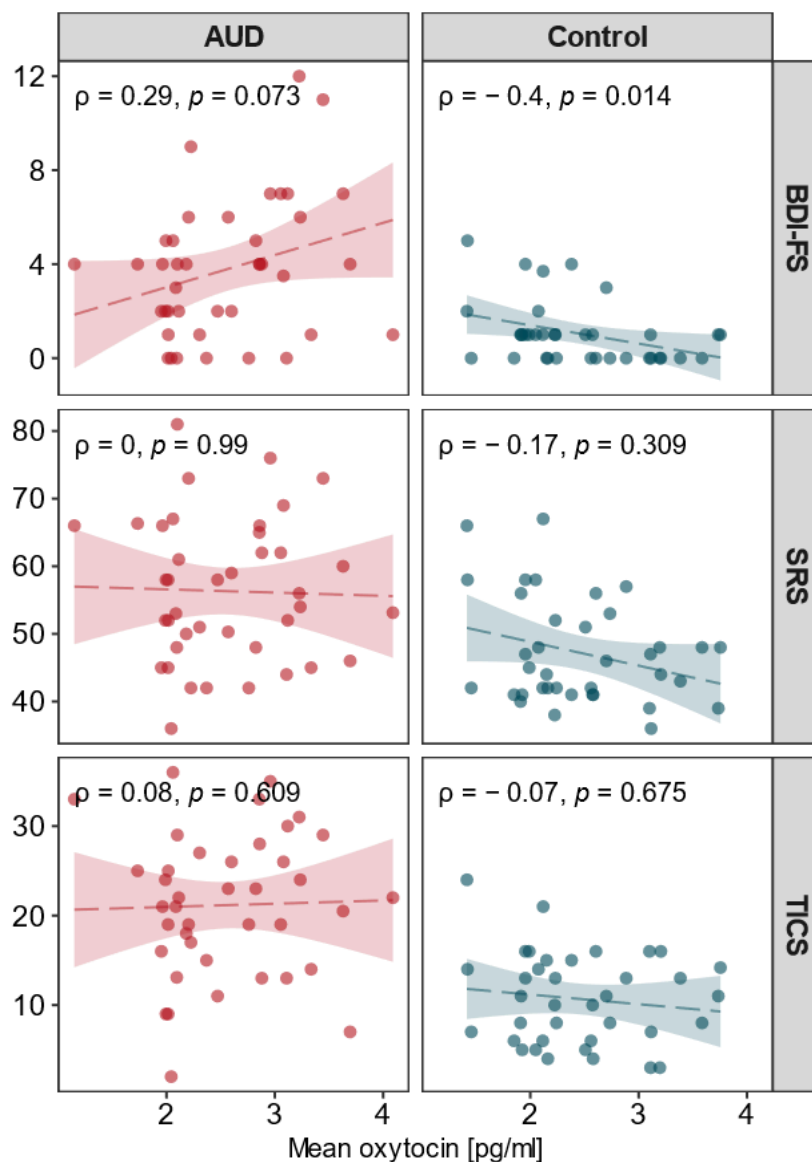 AUD
Control
12
8
4
0
ρ = 0.29, p = 0.073
ρ = − 0.4, p = 0.014
BDI-FS
80
70
60
50
40
ρ = 0, p = 0.99
ρ = − 0.17, p = 0.309
SRS
30
20
10
ρ = 0.08, p = 0.609
ρ = − 0.07, p = 0.675
TICS
2
3
4
2
3
4
Mean oxytocin [pg/ml]